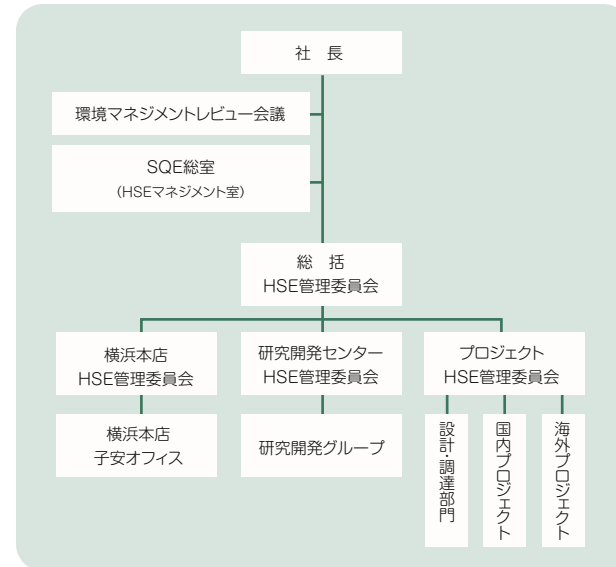 社　長
環境マネジメントレビュー会議
SQE総室
（HSEマネジメント室）
総　括
HSE管理委員会
横浜本店
HSE管理委員会
研究開発センター
HSE管理委員会
プロジェクト
HSE管理委員会
横浜本店
子安オフィス
研究開発グループ
設計・調達部門
国内プロジェクト
海外プロジェクト